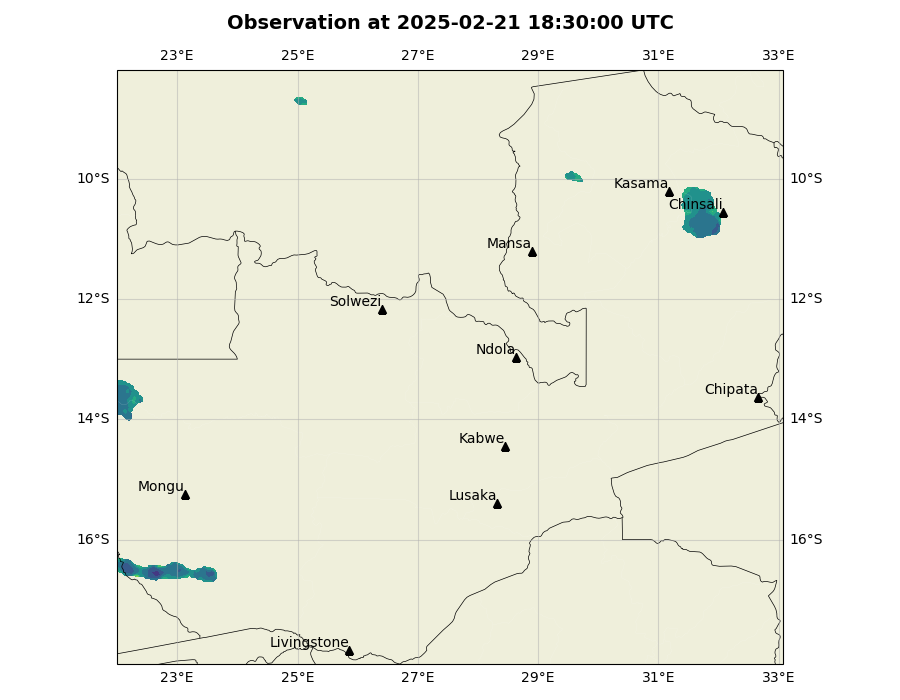 Observation at 2025-02-21 18:30:00 UTC
23°E 25°E 27°E 29°E 31°E 33°E
10°S 10°S
Kasama
Chinsali
Mansa
12°S 12°S
Solwezi
Ndola
Chipata
14°S 14°S
Kabwe
Mongu
Lusaka
16°S 16°S
Livingstone
23°E 25°E 27°E 29°E 31°E 33°E